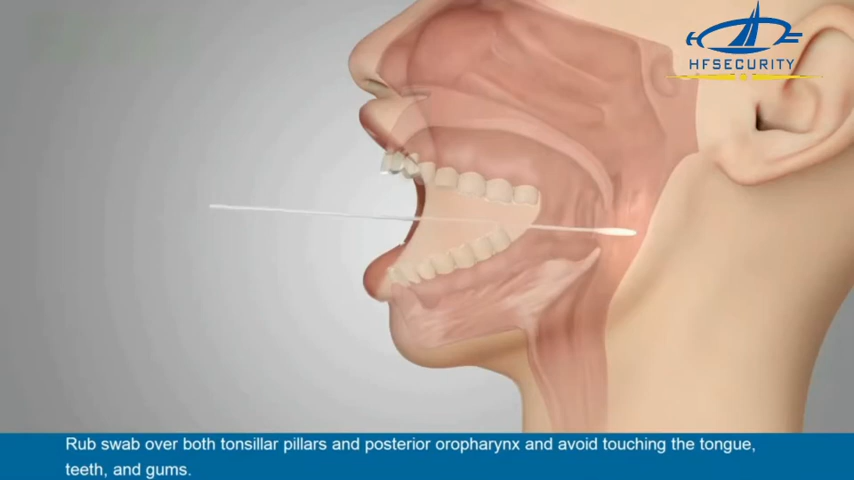 HFSECURITY
Rub swab over both tonsillar pillars and posterior oropharynx and avoid touching the tongue,
teeth, and gums.